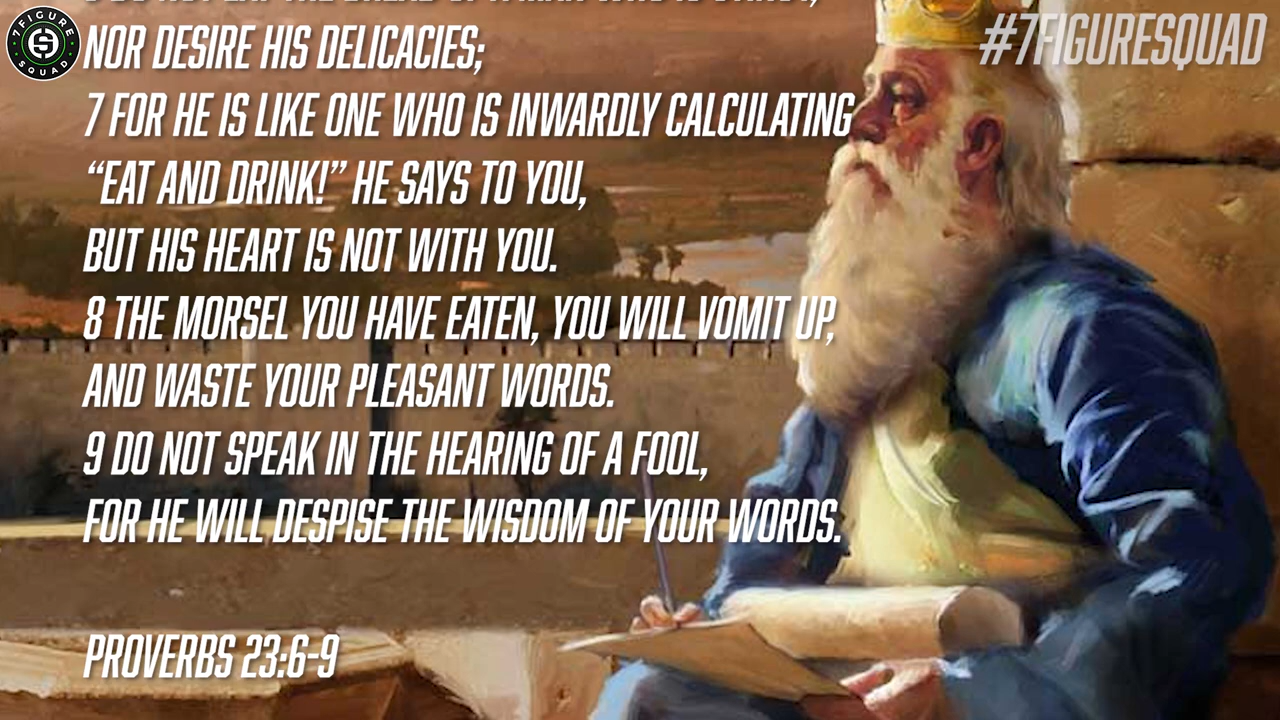 7FIGURE
SQUAD
#7FIGURESQUAD
NOR DESIRE HIS DELICACIES;
7 FOR HE IS LIKE ONE WHO IS INWARDLY CALCULATING
“EAT AND DRINK!” HE SAYS TO YOU,
BUT HIS HEART IS NOT WITH YOU.
8 THE MORSEL YOU HAVE EATEN, YOU WILL VOMIT UP,
AND WASTE YOUR PLEASANT WORDS.
9 DO NOT SPEAK IN THE HEARING OF A FOOL,
FOR HE WILL DESPISE THE WISDOM OF YOUR WORDS.
PROVERBS 23:6-9